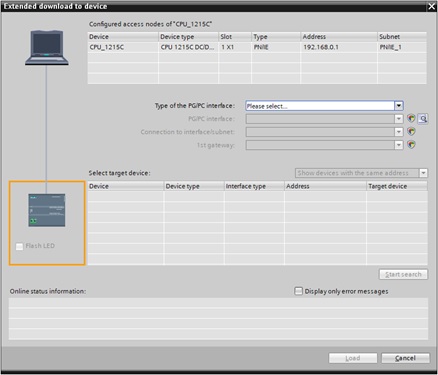 Extended download to device
Configured access nodes of "CPU_1215C"
Device Device type Slot Type Address Subnet
CPU_1215C CPU 1215C DC/D... 1 X1 PN/IE 192.168.0.1 PN/IE_1
Type of the PG/PC interface: Please select...
PG/PC interface:
Connection to interface/subnet:
1st gateway:
Select target device: Show devices with the same address
Device Device type Interface type Address Target device
Flash LED
Start search
Online status information: Display only error messages
Load Cancel